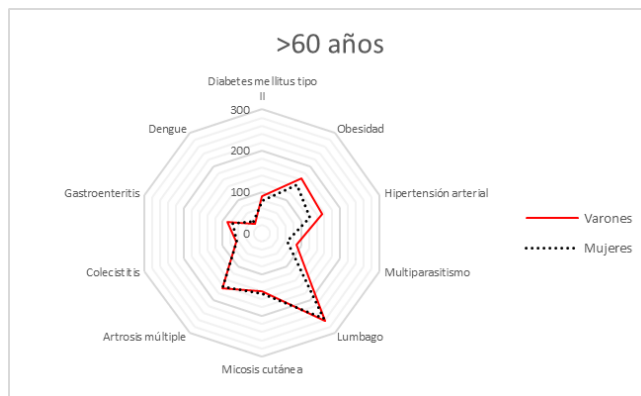 >60 años
Diabetes mellitus tipo
II
300
Dengue
Obesidad
200
Gastroenteritis
100
Hipertensión arterial
0
Varones
Mujeres
Colecistitis
Multiparasitismo
Artrosis múltiple
Lumbago
Micosis cutánea